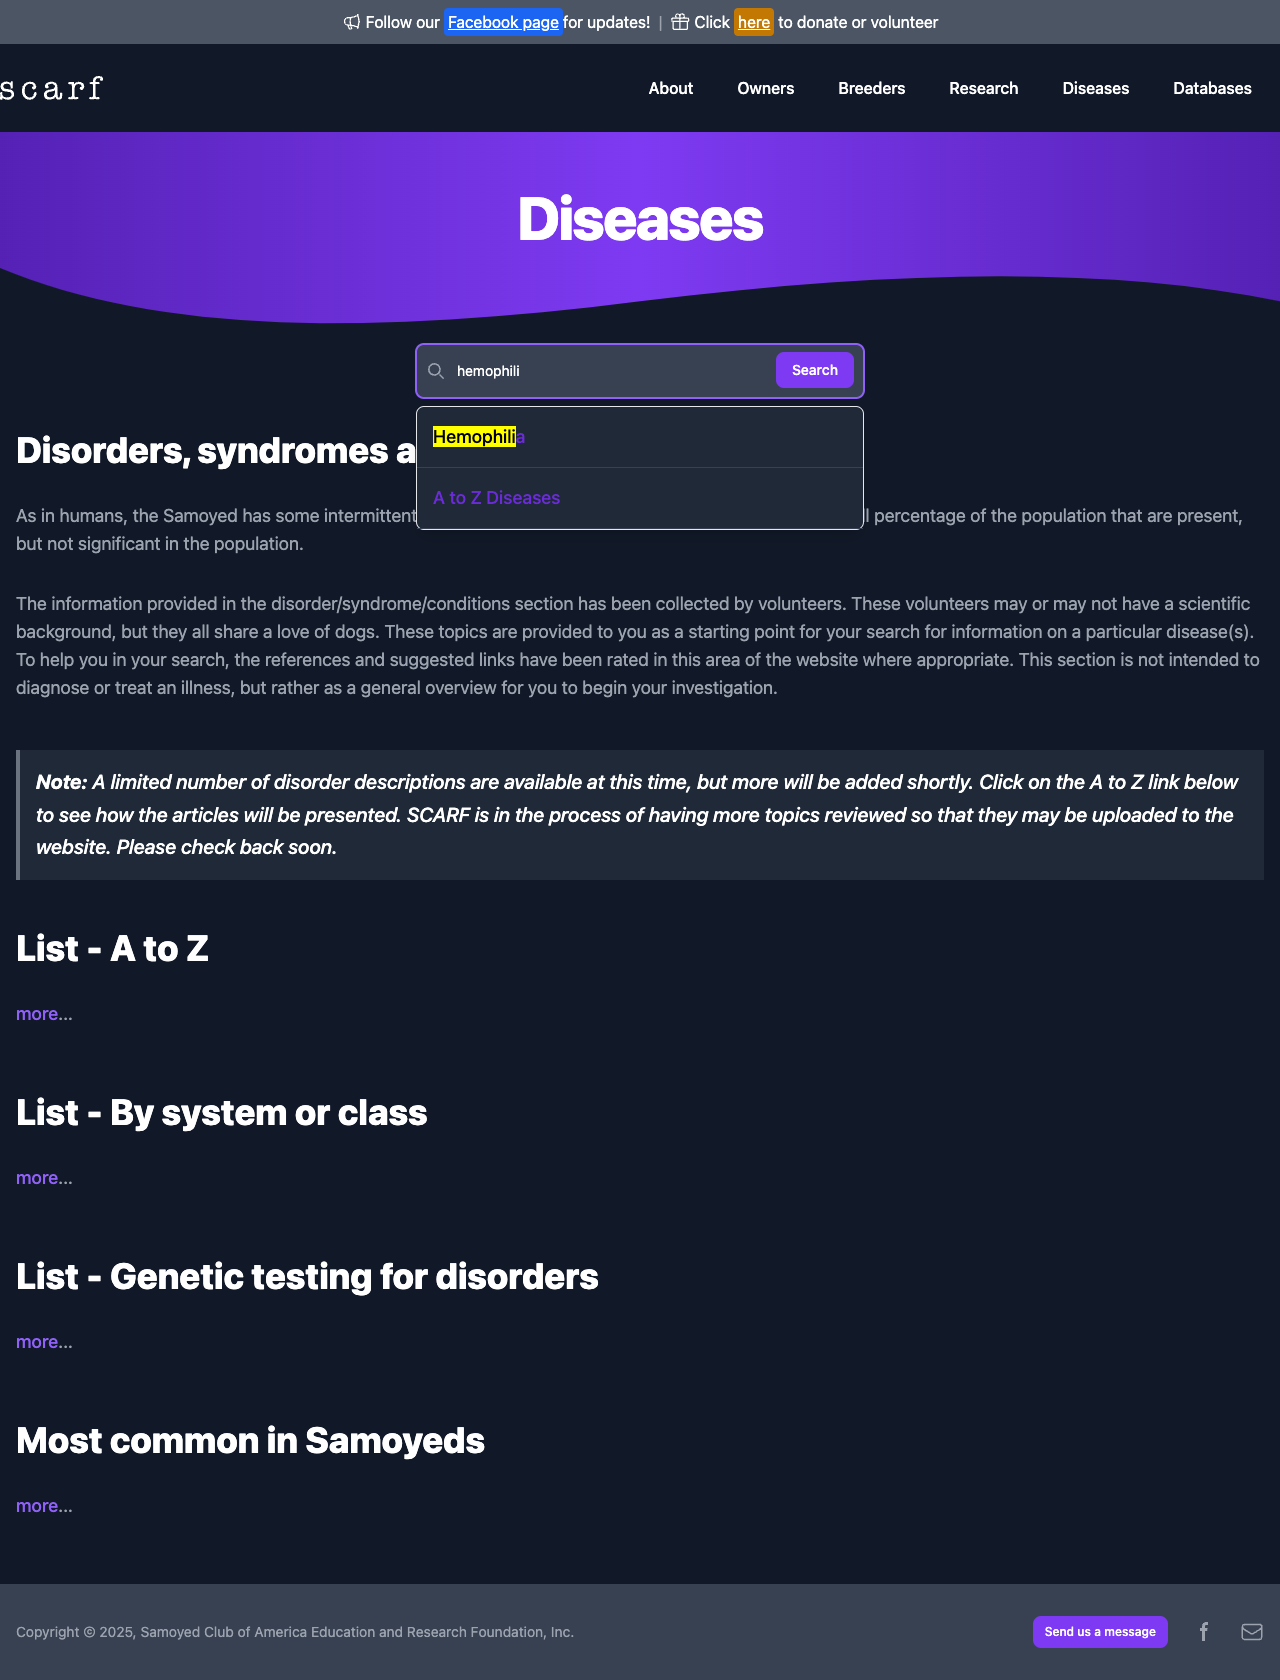 Follow our Facebook page for updates! | Click here to donate or volunteer
scarf
About Owners Breeders Research Diseases Databases
Diseases
hemophili
Search
Hemophilia
A to Z Diseases
Disorders, syndromes a
As in humans, the Samoyed has some intermittent
l percentage of the population that are present,
but not significant in the population.
The information provided in the disorder/syndrome/conditions section has been collected by volunteers. These volunteers may or may not have a scientific
background, but they all share a love of dogs. These topics are provided to you as a starting point for your search for information on a particular disease(s).
To help you in your search, the references and suggested links have been rated in this area of the website where appropriate. This section is not intended to
diagnose or treat an illness, but rather as a general overview for you to begin your investigation.
Note: A limited number of disorder descriptions are available at this time, but more will be added shortly. Click on the A to Z link below
to see how the articles will be presented. SCARF is in the process of having more topics reviewed so that they may be uploaded to the
website. Please check back soon.
List - A to Z
more...
List - By system or class
more...
List - Genetic testing for disorders
more...
Most common in Samoyeds
more...
Copyright © 2025, Samoyed Club of America Education and Research Foundation, Inc.
Send us a message